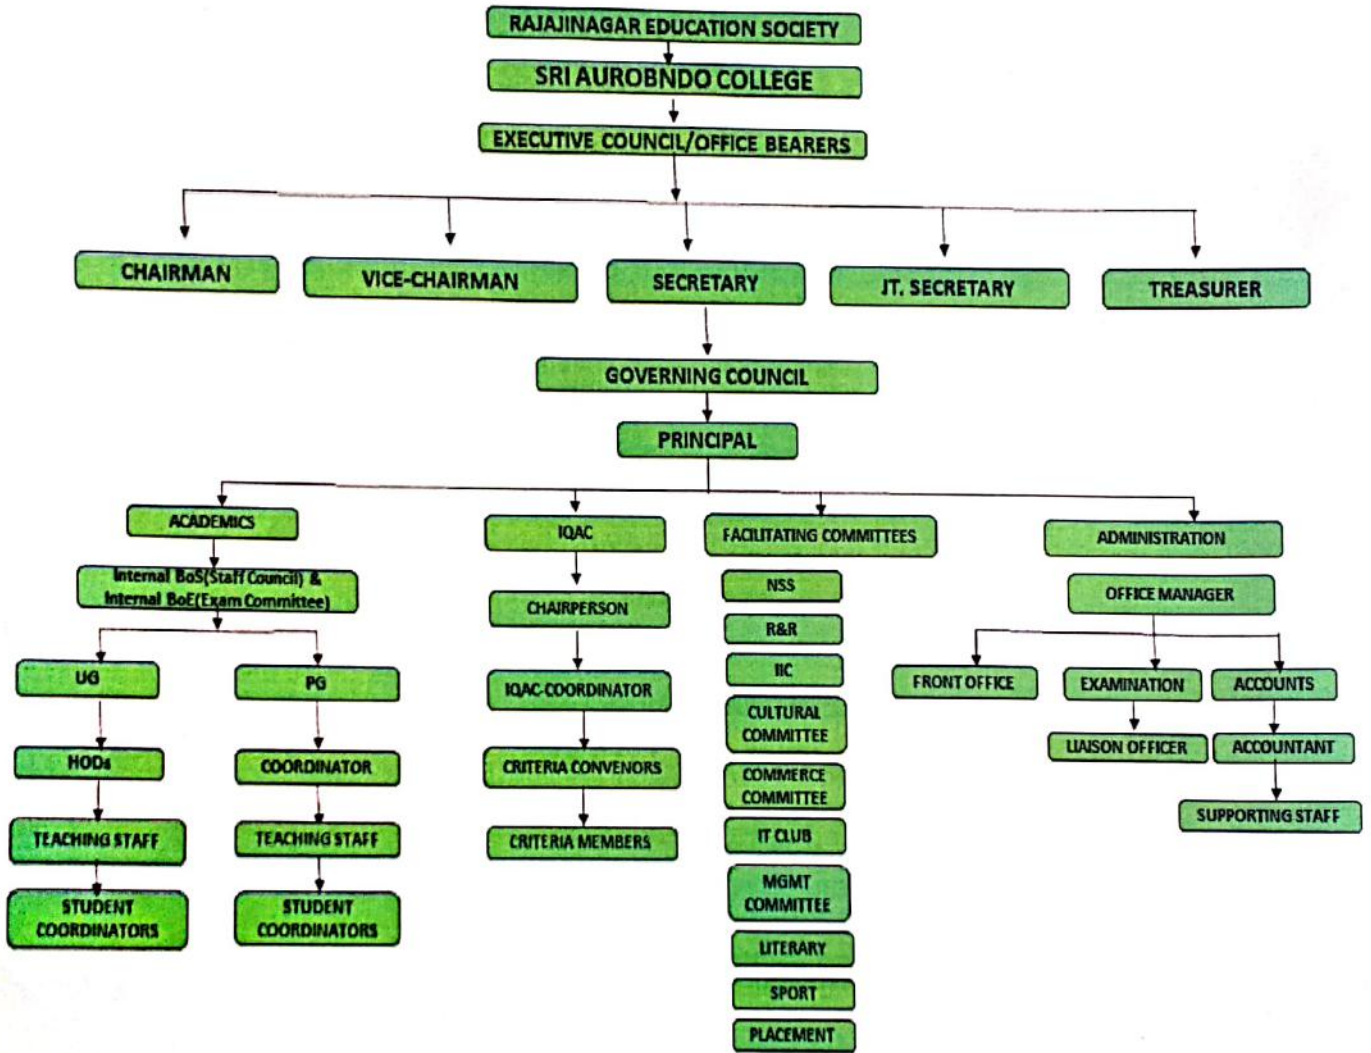 RAJAJINAGAR EDUCATION SOCIETY
SRI AUROBNDO COLLEGE
EXECUTIVE COUNCIL/OFFICE BEARERS
CHAIRMAN
VICE-CHAIRMAN
SECRETARY
JT. SECRETARY
TREASURER
GOVERNING COUNCIL
PRINCIPAL
ACADEMICS
IQAC
FACILITATING COMMITTEES
ADMINISTRATION
Internal BoS(Staff Council) &
Internal BoE(Exam Committee)
UG
PG
HODs
COORDINATOR
TEACHING STAFF
TEACHING STAFF
STUDENT
COORDINATORS
STUDENT
COORDINATORS
CHAIRPERSON
IQAC-COORDINATOR
CRITERIA CONVENORS
CRITERIA MEMBERS
NSS
R&R
IIC
CULTURAL
COMMITTEE
COMMERCE
COMMITTEE
IT CLUB
MGMT
COMMITTEE
LITERARY
SPORT
PLACEMENT
OFFICE MANAGER
FRONT OFFICE
EXAMINATION
ACCOUNTS
LIAISON OFFICER
ACCOUNTANT
SUPPORTING STAFF